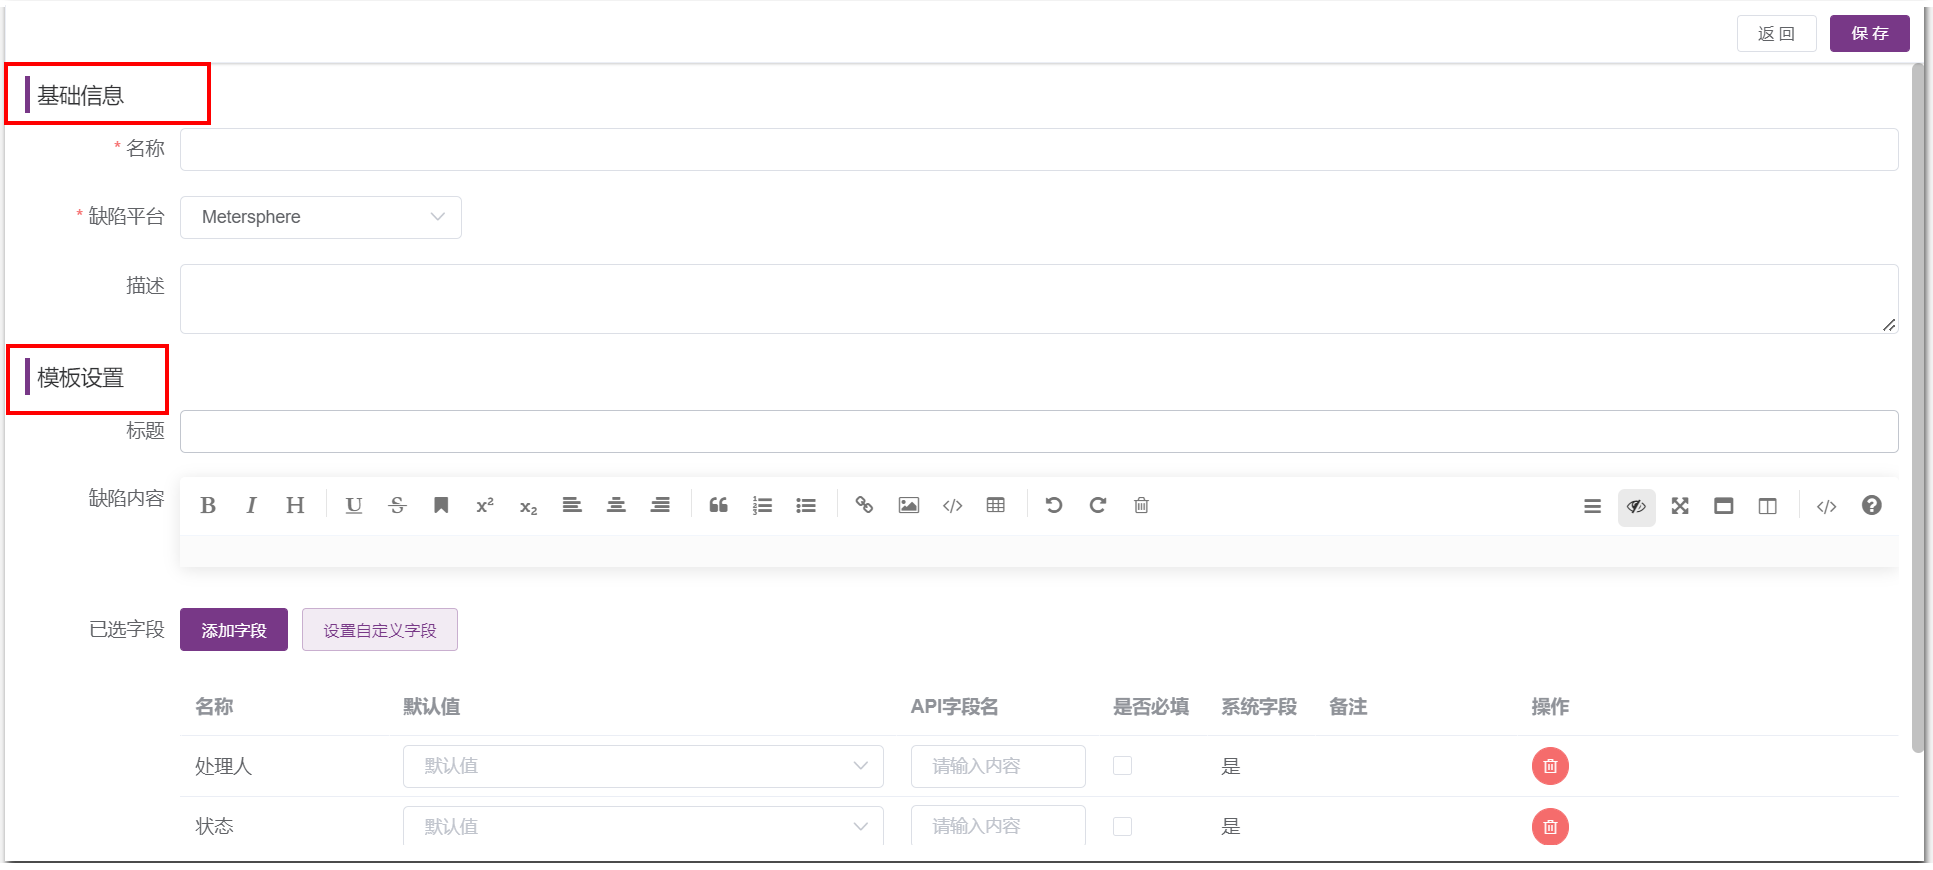 返 回 保 存
基础信息
* 名称
* 缺陷平台 Metersphere
描述
模板设置
标题
缺陷内容 B I H U S x² x₂
已选字段 添加字段 设置自定义字段
名称 默认值 API字段名 是否必填 系统字段 备注 操作
处理人 默认值 请输入内容 是
状态 默认值 请输入内容 是